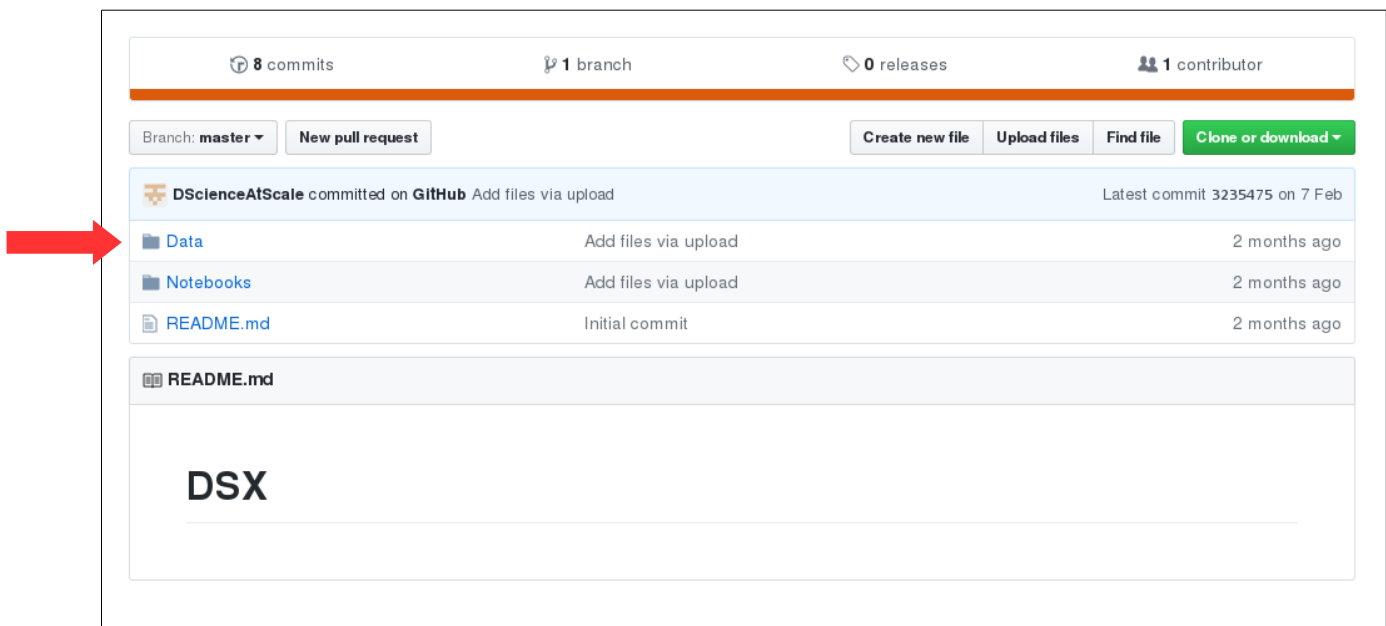 8 commits 1 branch 0 releases 1 contributor
Branch: master New pull request Create new file Upload files Find file Clone or download
DScienceAtScale committed on GitHub Add files via upload Latest commit 3235475 on 7 Feb
Data Add files via upload 2 months ago
Notebooks Add files via upload 2 months ago
README.md Initial commit 2 months ago
README.md
DSX